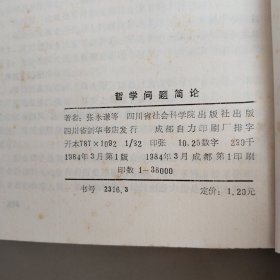 哲学问题简论
著者：张永谦等 四川省社会科学院出版社出版
四川省新华书店发行 成都自力印刷厂排字
开本787×1092 1/32 印张 10.25数字 239千
1984年3月第1版 1984年3月成都第1印刷
印数 1—36000
书号 2316.3 定价：1.20元